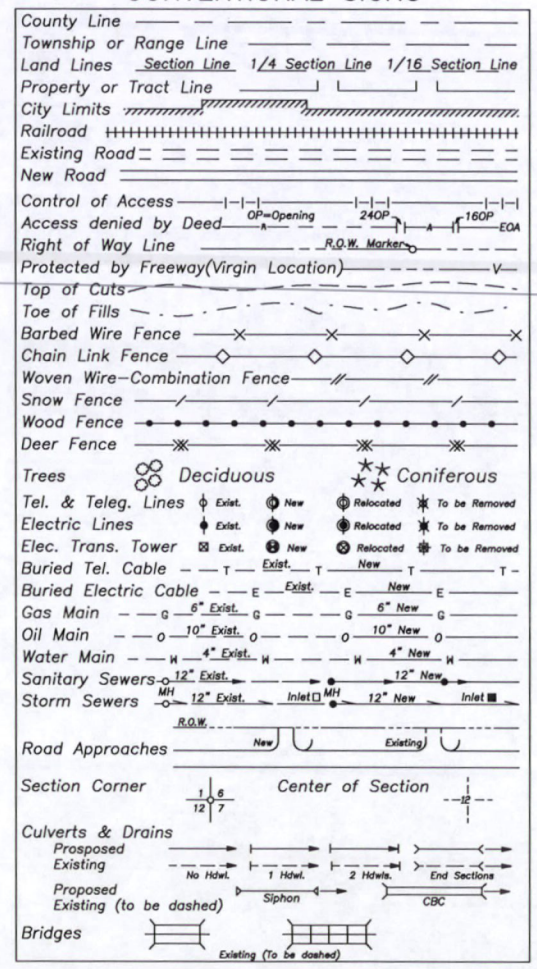 County Line
Township or Range Line
Land Lines Section Line 1/4 Section Line 1/16 Section Line
Property or Tract Line
City Limits
Railroad
Existing Road
New Road
Control of Access
OP=Opening 24OP 16OP
Access denied by Deed A A EOA
Right of Way Line R.O.W. Marker
Protected by Freeway(Virgin Location) V
Top of Cuts
Toe of Fills
Barbed Wire Fence
Chain Link Fence
Woven Wire-Combination Fence
Snow Fence
Wood Fence
Deer Fence
Trees Deciduous Coniferous
Tel. & Teleg. Lines Exist. New Relocated To be Removed
Electric Lines Exist. New Relocated To be Removed
Elec. Trans. Tower Exist. New Relocated To be Removed
Buried Tel. Cable T Exist. T New T T
Buried Electric Cable E Exist. E New E
Gas Main G 6" Exist. G G 6" New G
Oil Main O 10" Exist. O O 10" New O
Water Main W 4" Exist. W W 4" New W
Sanitary Sewers 12" Exist. 12" New
Storm Sewers MH 12" Exist. Inlet MH 12" New Inlet
R.O.W.
Road Approaches New Existing
Section Corner 1 6 12 7 Center of Section 12
Culverts & Drains
Prosposed
Existing No Hdwl. 1 Hdwl. 2 Hdwls. End Sections
Proposed
Existing (to be dashed) Siphon CBC
Bridges
Existing (To be dashed)